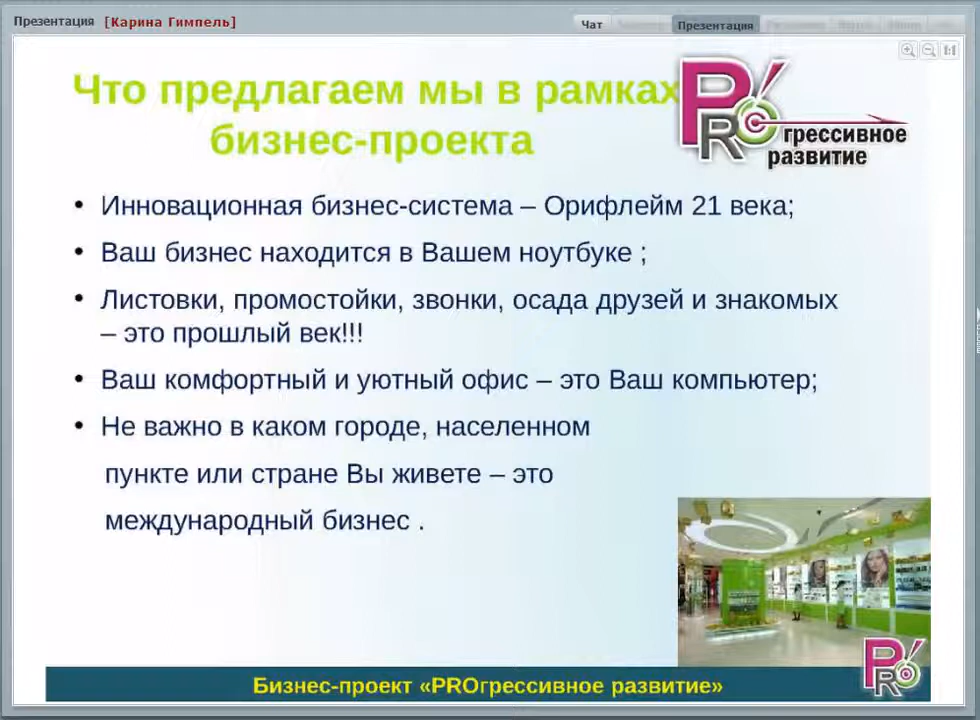 Презентация [Карина Гимпель]
Чат
Презентация
Что предлагаем мы в рамках
бизнес-проекта
PRO
грессивное
развитие
• Инновационная бизнес-система – Орифлейм 21 века;
• Ваш бизнес находится в Вашем ноутбуке ;
• Листовки, промостойки, звонки, осада друзей и знакомых
– это прошлый век!!!
• Ваш комфортный и уютный офис – это Ваш компьютер;
• Не важно в каком городе, населенном
пункте или стране Вы живете – это
международный бизнес .
PRO
Бизнес-проект «PROгрессивное развитие»